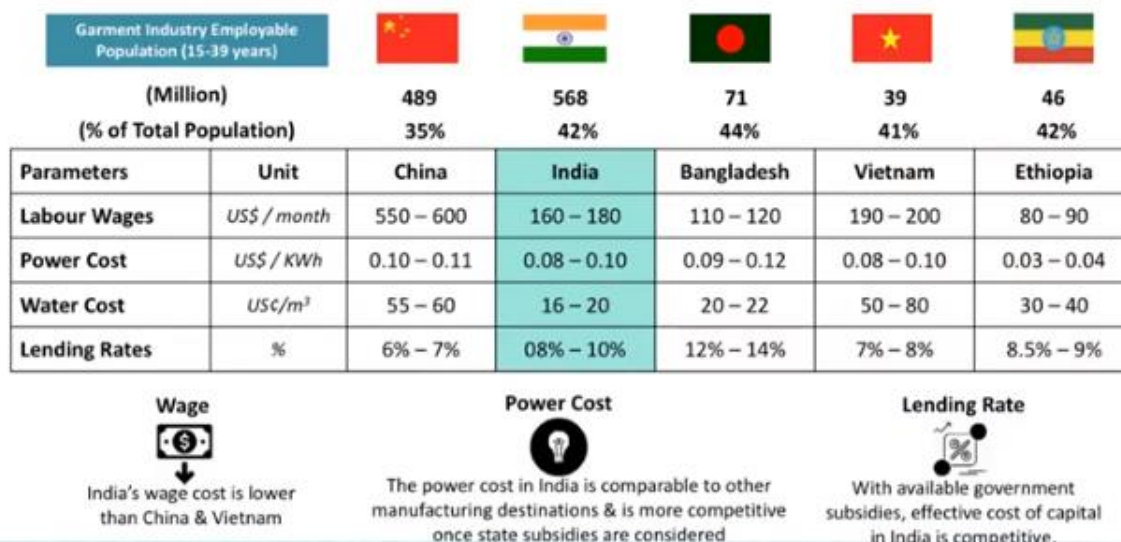 Garment Industry Employable
Population (15-39 years)
(Million) 489 568 71 39 46
(% of Total Population) 35% 42% 44% 41% 42%
Parameters Unit China India Bangladesh Vietnam Ethiopia
Labour Wages US$ / month 550 – 600 160 – 180 110 – 120 190 – 200 80 – 90
Power Cost US$ / KWh 0.10 – 0.11 0.08 – 0.10 0.09 – 0.12 0.08 – 0.10 0.03 – 0.04
Water Cost US¢/m³ 55 – 60 16 – 20 20 – 22 50 – 80 30 – 40
Lending Rates % 6% – 7% 08% – 10% 12% – 14% 7% – 8% 8.5% – 9%
Wage
India's wage cost is lower
than China & Vietnam
Power Cost
The power cost in India is comparable to other
manufacturing destinations & is more competitive
once state subsidies are considered
Lending Rate
With available government
subsidies, effective cost of capital
in India is competitive.